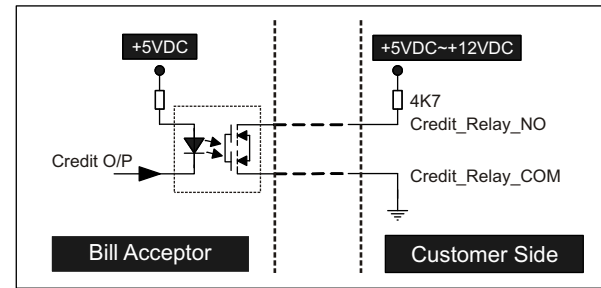 +5VDC
+5VDC~+12VDC
4K7
Credit_Relay_NO
Credit O/P
Credit_Relay_COM
Bill Acceptor
Customer Side